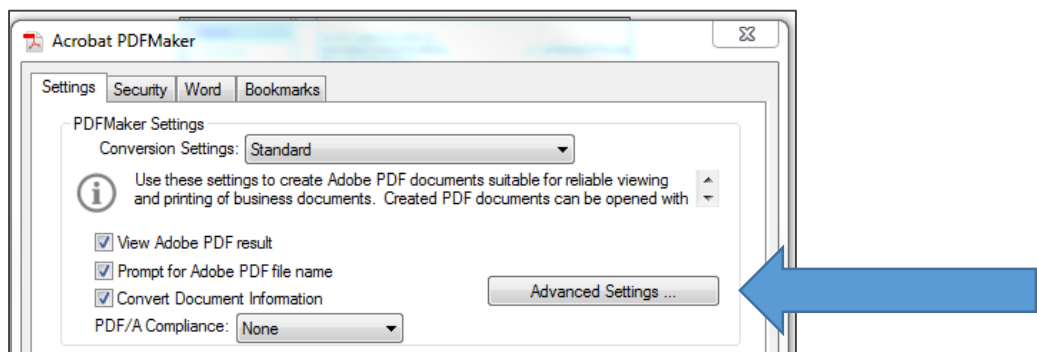 Acrobat PDFMaker
Settings Security Word Bookmarks
PDFMaker Settings
Conversion Settings: Standard
Use these settings to create Adobe PDF documents suitable for reliable viewing
and printing of business documents. Created PDF documents can be opened with
View Adobe PDF result
Prompt for Adobe PDF file name
Convert Document Information
Advanced Settings ...
PDF/A Compliance: None